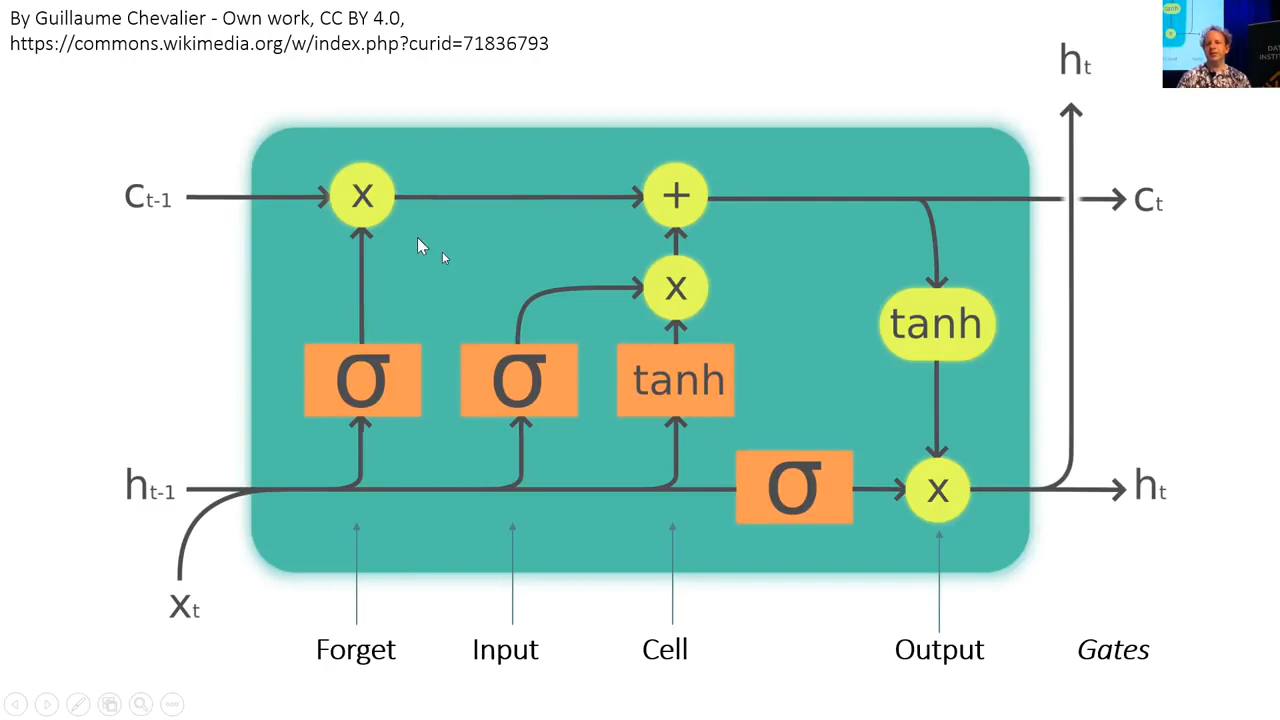 By Guillaume Chevalier - Own work, CC BY 4.0,
https://commons.wikimedia.org/w/index.php?curid=71836793
ht
Ct-1
x
+
Ct
x
tanh
σ
σ
tanh
ht-1
σ
x
ht
xt
Forget
Input
Cell
Output
Gates